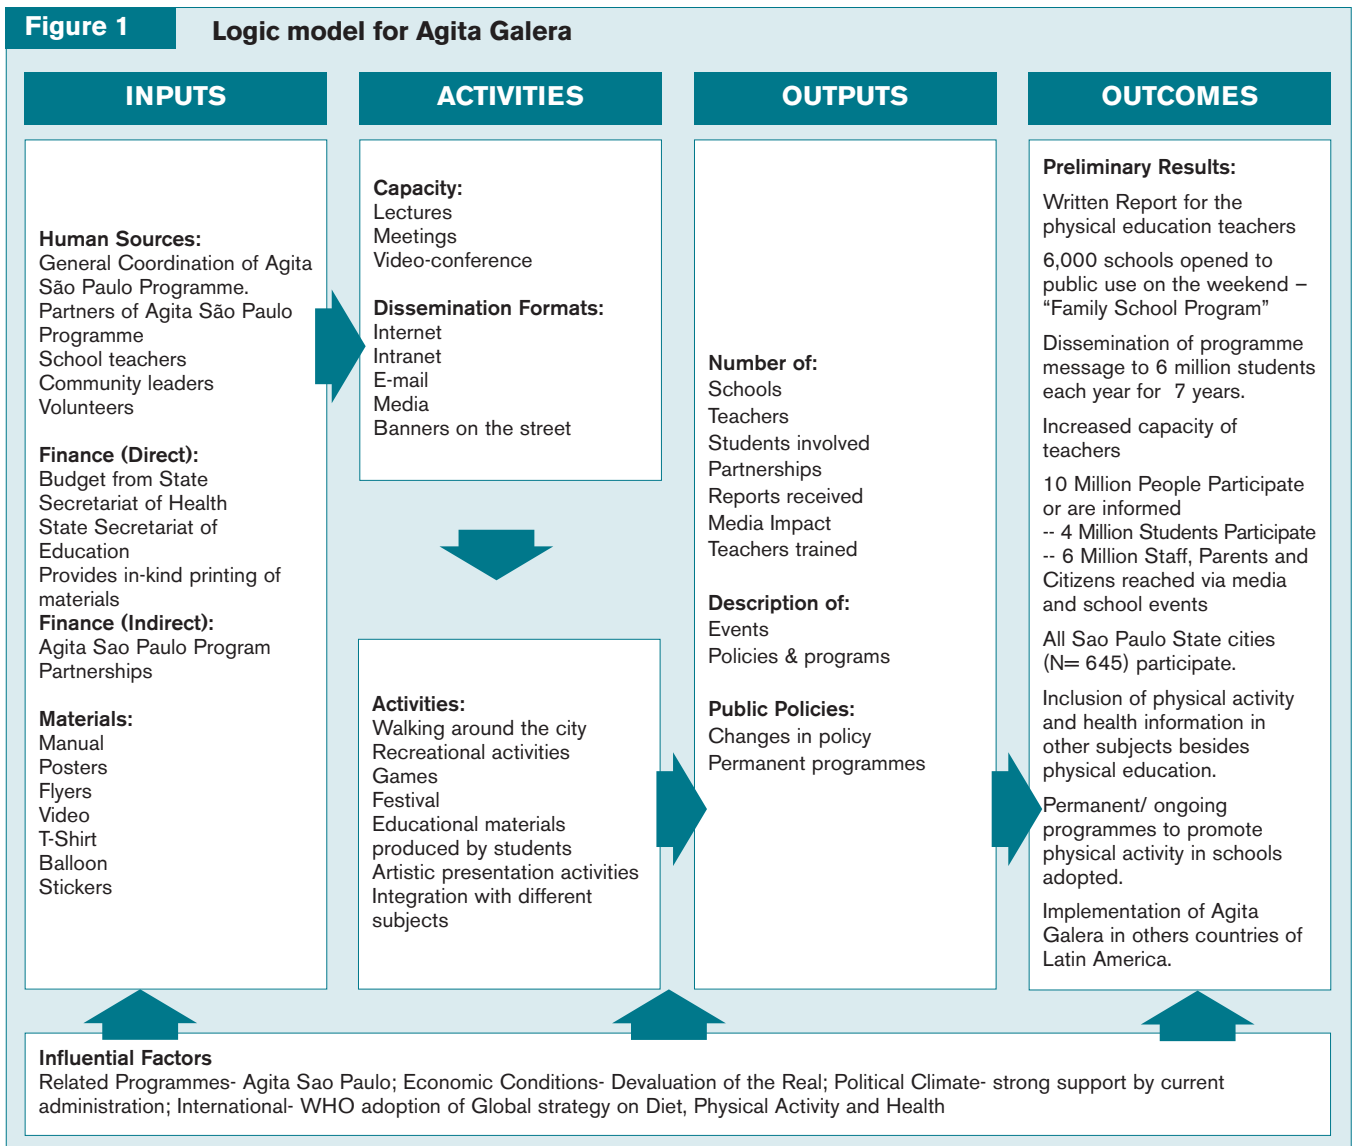 Figure 1
Logic model for Agita Galera
INPUTS
Human Sources:
General Coordination of Agita
São Paulo Programme.
Partners of Agita São Paulo
Programme
School teachers
Community leaders
Volunteers
Finance (Direct):
Budget from State
Secretariat of Health
State Secretariat of
Education
Provides in-kind printing of
materials
Finance (Indirect):
Agita Sao Paulo Program
Partnerships
Materials:
Manual
Posters
Flyers
Video
T-Shirt
Balloon
Stickers
ACTIVITIES
Capacity:
Lectures
Meetings
Video-conference
Dissemination Formats:
Internet
Intranet
E-mail
Media
Banners on the street
Activities:
Walking around the city
Recreational activities
Games
Festival
Educational materials
produced by students
Artistic presentation activities
Integration with different
subjects
OUTPUTS
Number of:
Schools
Teachers
Students involved
Partnerships
Reports received
Media Impact
Teachers trained
Description of:
Events
Policies & programs
Public Policies:
Changes in policy
Permanent programmes
OUTCOMES
Preliminary Results:
Written Report for the
physical education teachers
6,000 schools opened to
public use on the weekend –
“Family School Program”
Dissemination of programme
message to 6 million students
each year for 7 years.
Increased capacity of
teachers
10 Million People Participate
or are informed
-- 4 Million Students Participate
-- 6 Million Staff, Parents and
Citizens reached via media
and school events
All Sao Paulo State cities
(N= 645) participate.
Inclusion of physical activity
and health information in
other subjects besides
physical education.
Permanent/ ongoing
programmes to promote
physical activity in schools
adopted.
Implementation of Agita
Galera in others countries of
Latin America.
Influential Factors
Related Programmes- Agita Sao Paulo; Economic Conditions- Devaluation of the Real; Political Climate- strong support by current
administration; International- WHO adoption of Global strategy on Diet, Physical Activity and Health